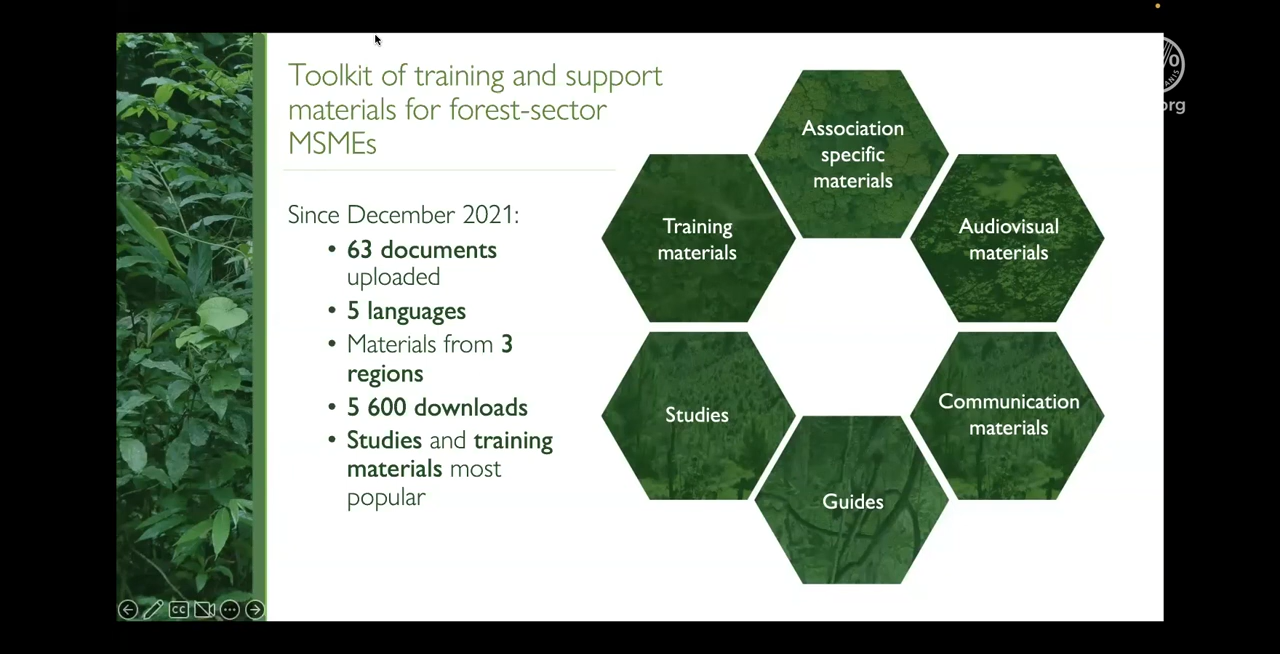 Toolkit of training and support
materials for forest-sector
MSMEs
Since December 2021:
• 63 documents
uploaded
• 5 languages
• Materials from 3
regions
• 5 600 downloads
• Studies and training
materials most
popular
Association
specific
materials
Training
materials
Audiovisual
materials
Studies
Communication
materials
Guides
CC
org